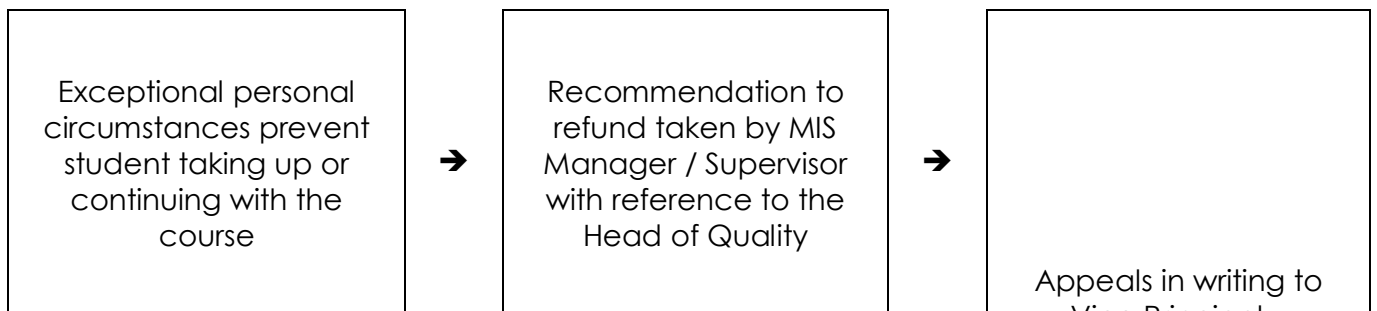 Exceptional personal
circumstances prevent
student taking up or
continuing with the
course
➔
Recommendation to
refund taken by MIS
Manager / Supervisor
with reference to the
Head of Quality
➔
Appeals in writing to